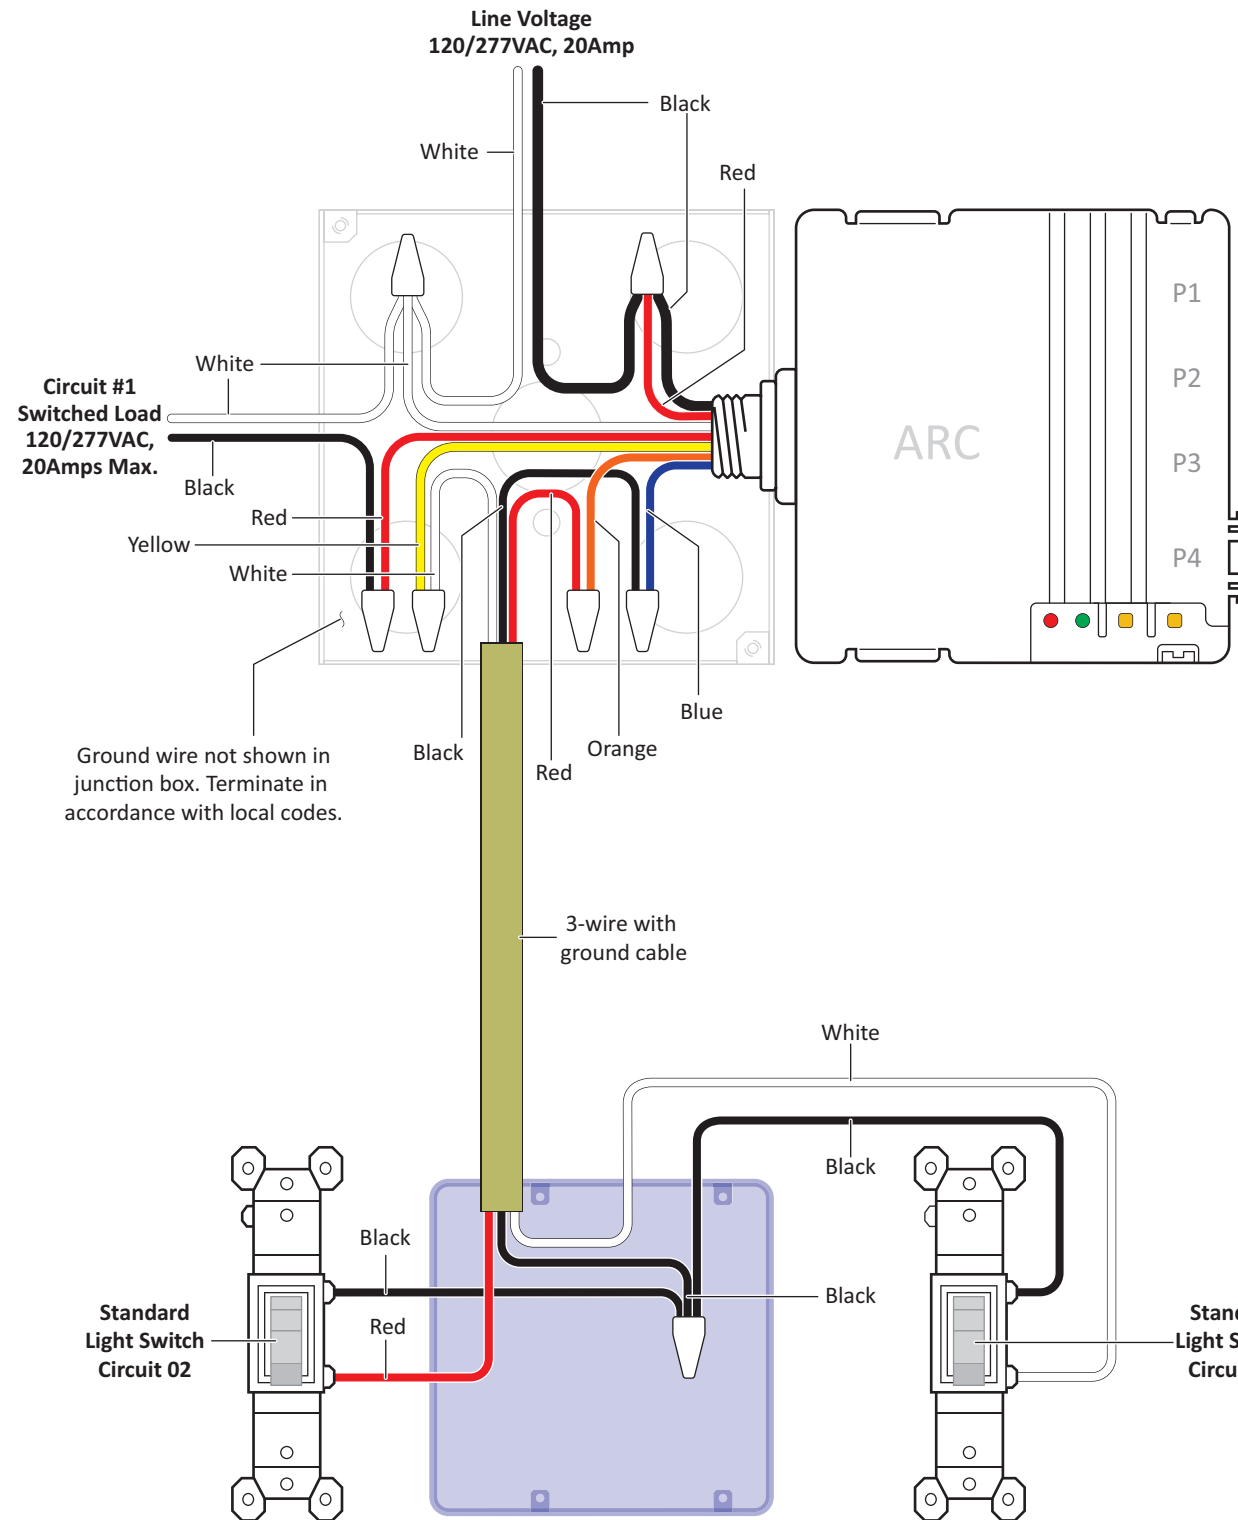 Line Voltage
120/277VAC, 20Amp
Black
White
Red
P1
White
P2
Circuit #1
Switched Load
120/277VAC,
20Amps Max.
ARC
P3
Black
Red
Yellow
P4
White
Blue
Black
Orange
Red
Ground wire not shown in
junction box. Terminate in
accordance with local codes.
3-wire with
ground cable
White
Black
Black
Black
Standard
Light Switch
Circuit 02
Red
Light